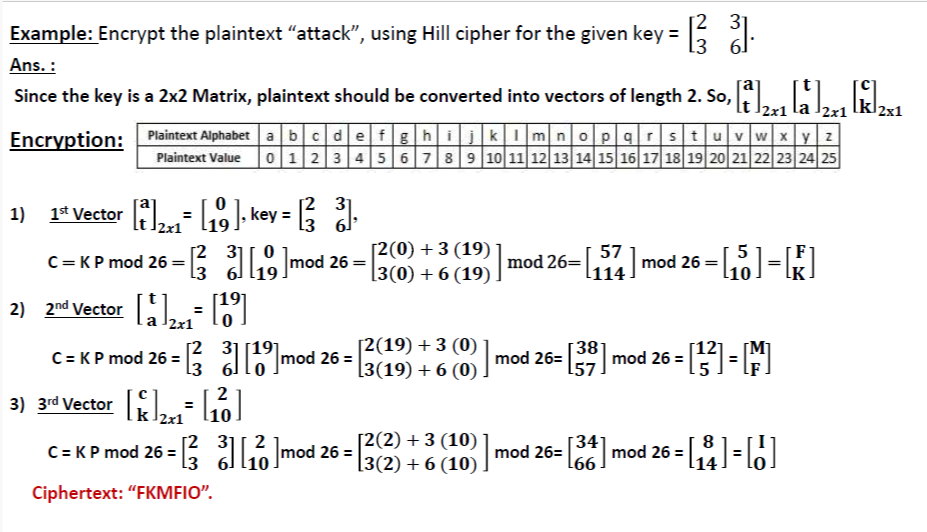 Example: Encrypt the plaintext “attack”, using Hill cipher for the given key = [2 3; 3 6].
Ans. :
Since the key is a 2x2 Matrix, plaintext should be converted into vectors of length 2. So, [a; t]2x1 [t; a]2x1 [c; k]2x1
Encryption:
Plaintext Alphabet a b c d e f g h i j k l m n o p q r s t u v w x y z
Plaintext Value 0 1 2 3 4 5 6 7 8 9 10 11 12 13 14 15 16 17 18 19 20 21 22 23 24 25
1) 1st Vector [a; t]2x1 = [0; 19], key = [2 3; 3 6],
C = K P mod 26 = [2 3; 3 6] [0; 19] mod 26 = [2(0) + 3 (19); 3(0) + 6 (19)] mod 26= [57; 114] mod 26 = [5; 10] = [F; K]
2) 2nd Vector [t; a]2x1 = [19; 0]
C = K P mod 26 = [2 3; 3 6] [19; 0] mod 26 = [2(19) + 3 (0); 3(19) + 6 (0)] mod 26= [38; 57] mod 26 = [12; 5] = [M; F]
3) 3rd Vector [c; k]2x1 = [2; 10]
C = K P mod 26 = [2 3; 3 6] [2; 10] mod 26 = [2(2) + 3 (10); 3(2) + 6 (10)] mod 26= [34; 66] mod 26 = [8; 14] = [I; O]
Ciphertext: “FKMFIO”.